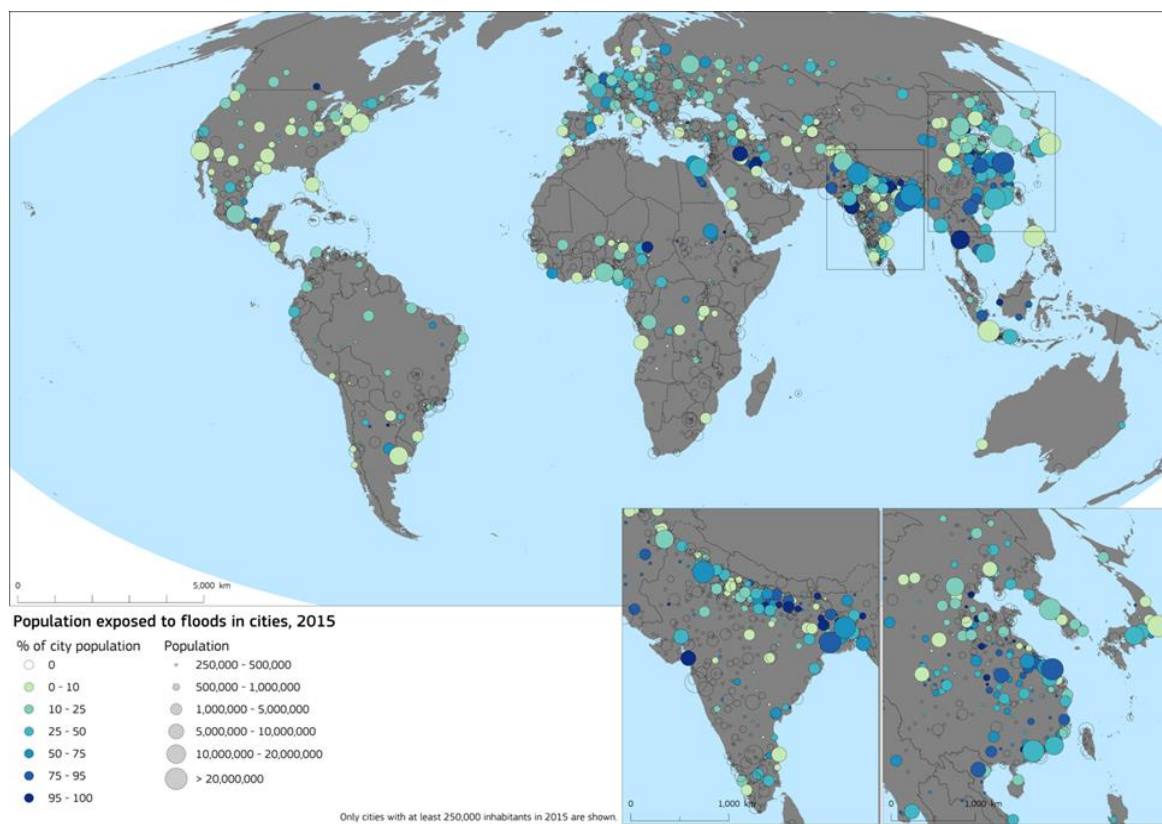 0
5,000 km
0
1,000 km
0
1,000 km
Population exposed to floods in cities, 2015
% of city population
0
0 - 10
10 - 25
25 - 50
50 - 75
75 - 95
95 - 100
Population
250,000 - 500,000
500,000 - 1,000,000
1,000,000 - 5,000,000
5,000,000 - 10,000,000
10,000,000 - 20,000,000
> 20,000,000
Only cities with at least 250,000 inhabitants in 2015 are shown.